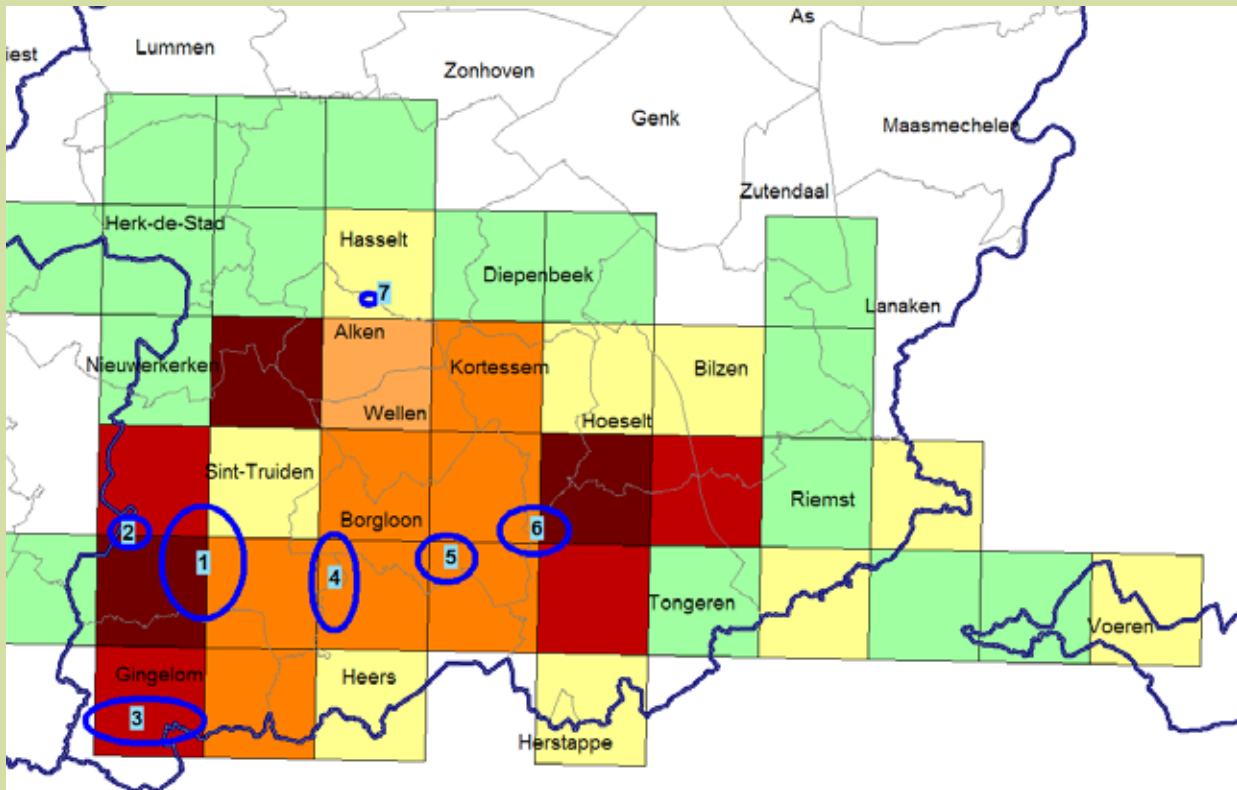 As
Lummen
iest
Zonhoven
Genk
Maasmechelen
Zutendaal
Herk-de-Stad
Hasselt
Diepenbeek
7
Lanaken
Alken
Nieuwerkerken
Kortessem
Bilzen
Wellen
Hoeselt
Sint-Truiden
Riemst
Borgloon
2
6
1
5
4
Tongeren
Voeren
Gingelom
Heers
3
Herstappe